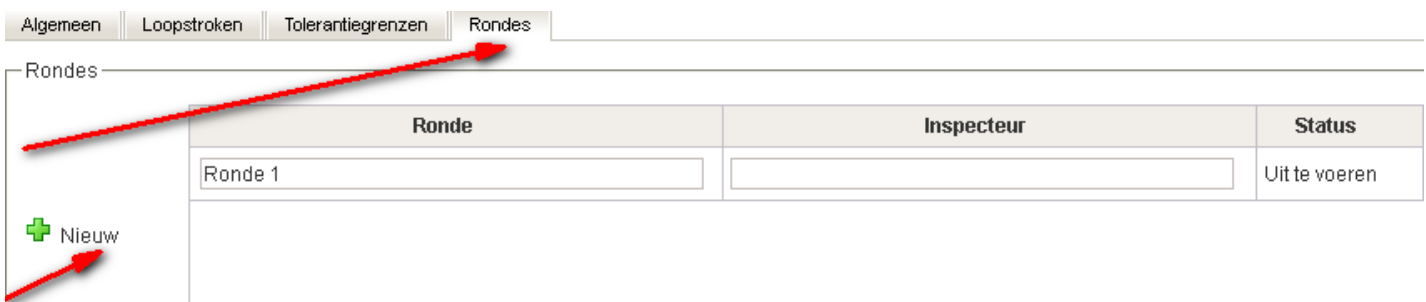 Algemeen Loopstroken Tolerantiegrenzen Rondes
Rondes
Ronde Inspecteur Status
Ronde 1 Uit te voeren
Nieuw